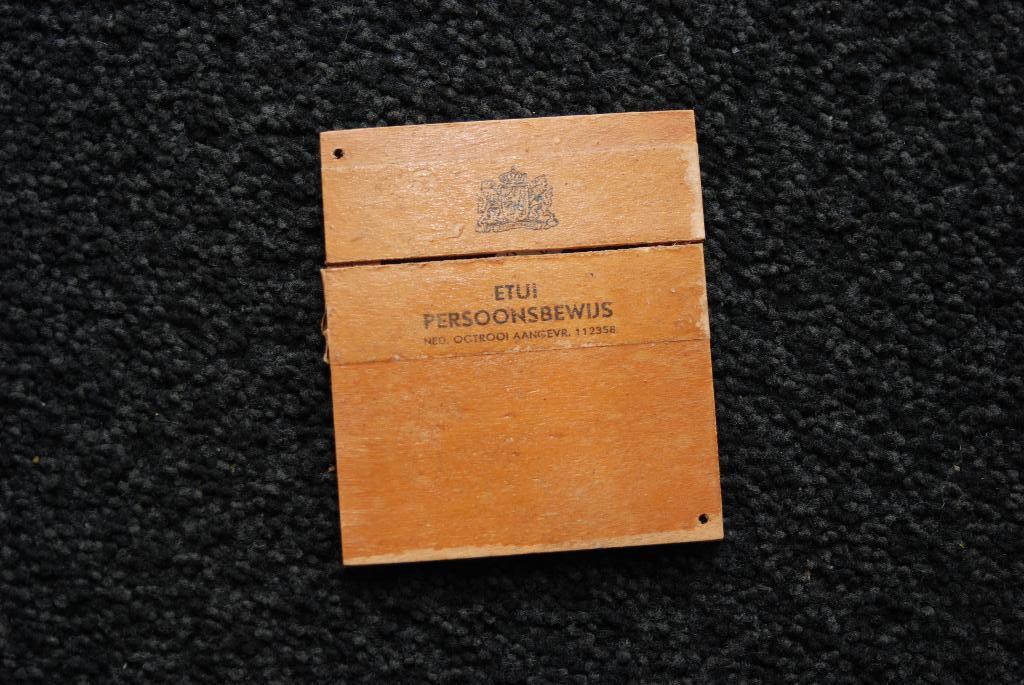 ETUI
PERSOONSBEWIJS
NED. OCTROOI AANGEVR. 112358